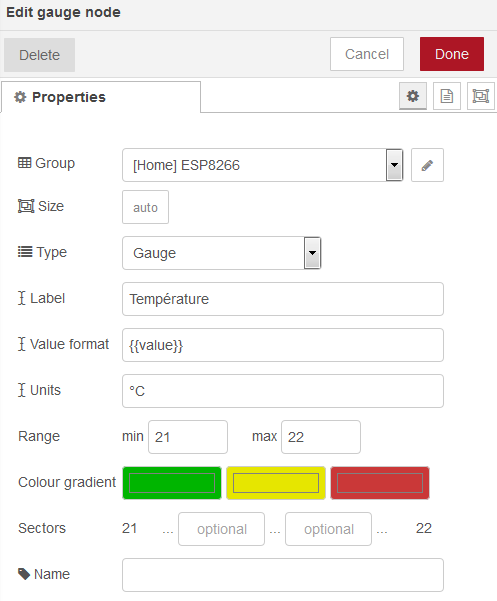 Edit gauge node
Delete Cancel Done
Properties
Group [Home] ESP8266
Size auto
Type Gauge
Label Température
Value format {{value}}
Units °C
Range min 21 max 22
Colour gradient
Sectors 21 ... optional ... optional ... 22
Name